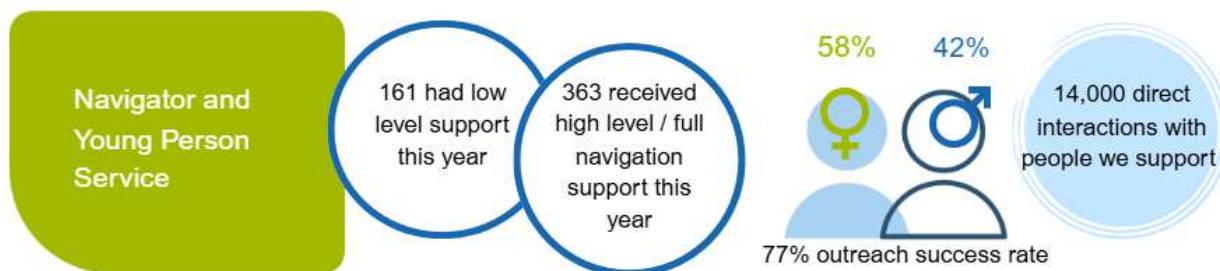 Navigator and
Young Person
Service
161 had low
level support
this year
363 received
high level / full
navigation
support this
year
58%
42%
77% outreach success rate
14,000 direct
interactions with
people we support